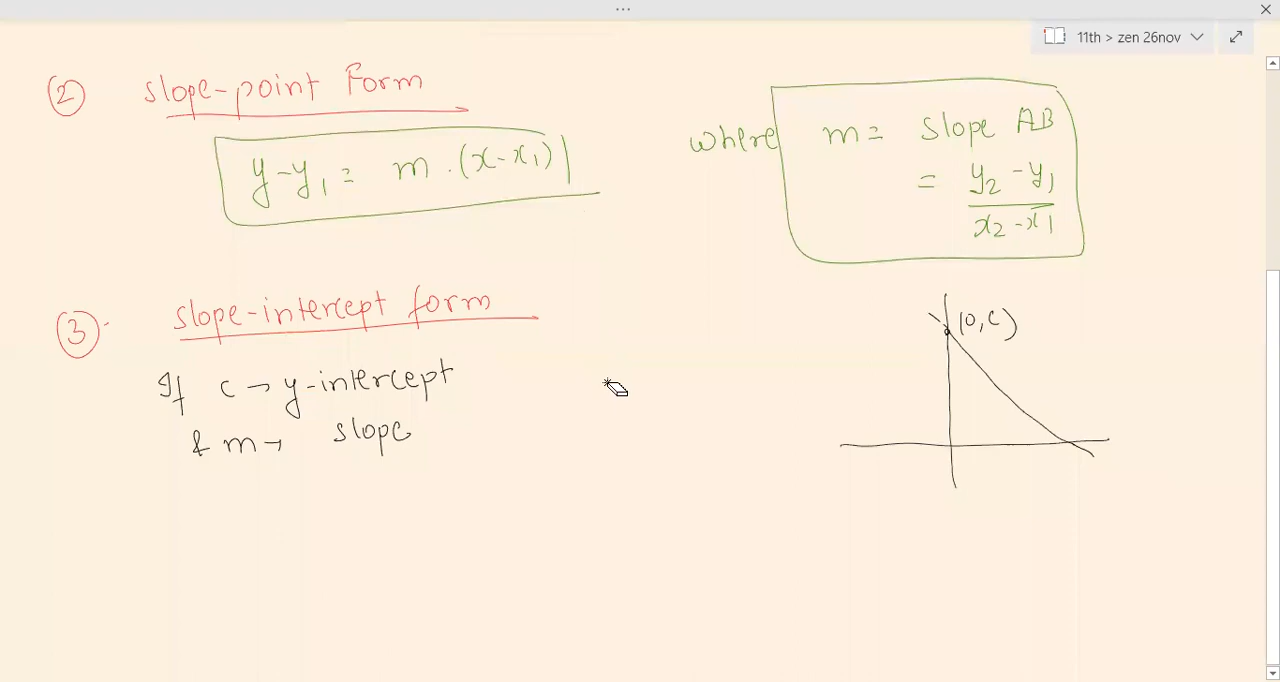 11th > zen 26nov
② slope-point Form
y-y₁ = m.(x-x₁)
where m = slope AB
= y₂-y₁
x₂-x₁
③ slope-intercept form
(0,c)
If c → y-intercept
& m → slope